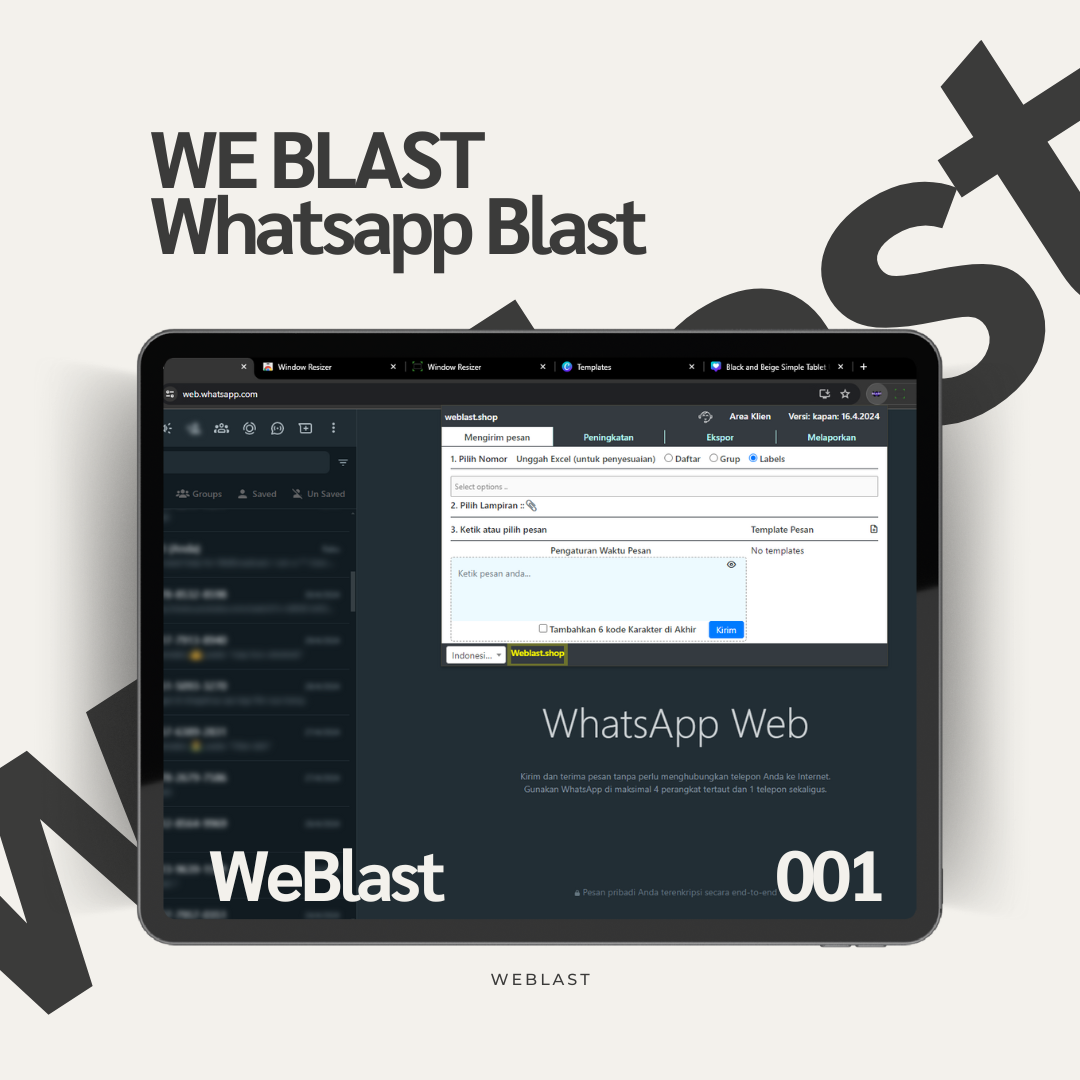 WE BLAST
Whatsapp Blast
Window Resizer
Window Resizer
Templates
Black and Beige Simple Tablet
web.whatsapp.com
weblast.shop
Area Klien
Versi: kapan: 16.4.2024
Mengirim pesan
Peningkatan
Ekspor
Melaporkan
1. Pilih Nomor Unggah Excel (untuk penyesuaian) Daftar Grup Labels
Select options ..
2. Pilih Lampiran ::
3. Ketik atau pilih pesan
Template Pesan
Pengaturan Waktu Pesan
No templates
Ketik pesan anda...
Tambahkan 6 kode Karakter di Akhir
Kirim
Indonesi...
Weblast.shop
Groups
Saved
Un Saved
WhatsApp Web
Kirim dan terima pesan tanpa perlu menghubungkan telepon Anda ke Internet.
Gunakan WhatsApp di maksimal 4 perangkat tertaut dan 1 telepon sekaligus.
Pesan pribadi Anda terenkripsi secara end-to-end
WeBlast
001
WEBLAST